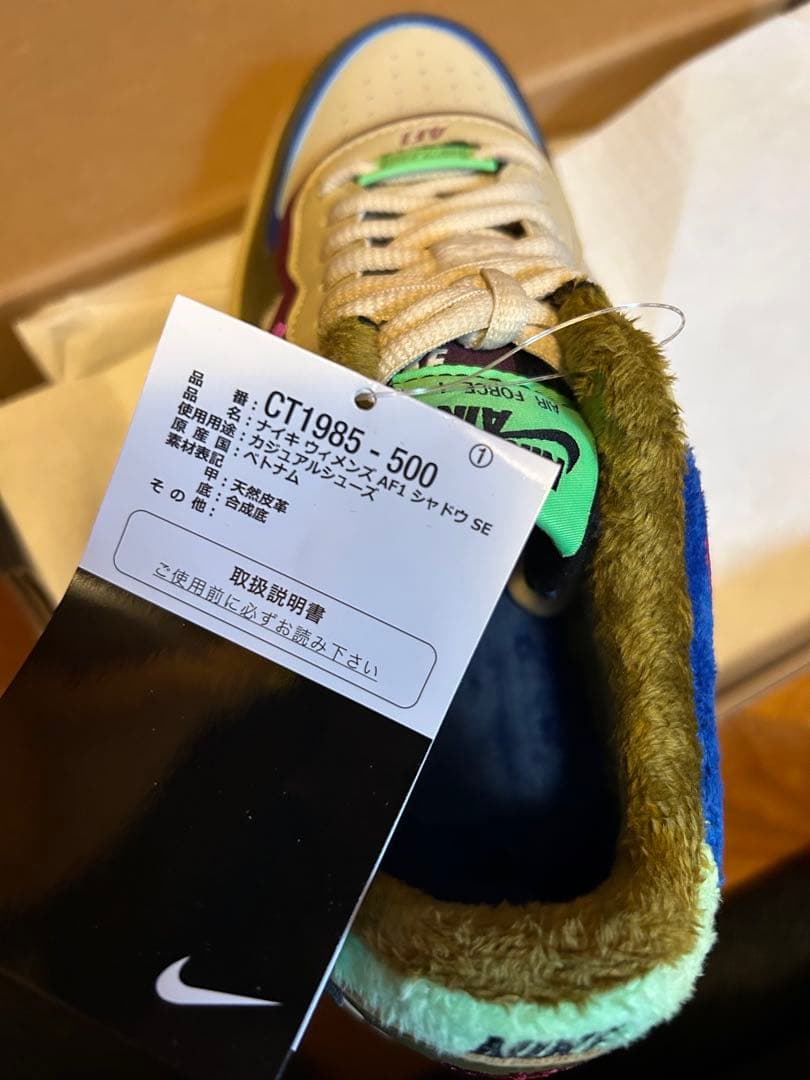 AF1
AIR FORCE 1
AIR
品番：CT1985 - 500
①
品名：ナイキ ウィメンズ AF1 シャドウ SE
使用用途：カジュアルシューズ
原産国：ベトナム
素材表記
甲：天然皮革
底：合成底
その他：
取扱説明書
ご使用前に必ずお読み下さい